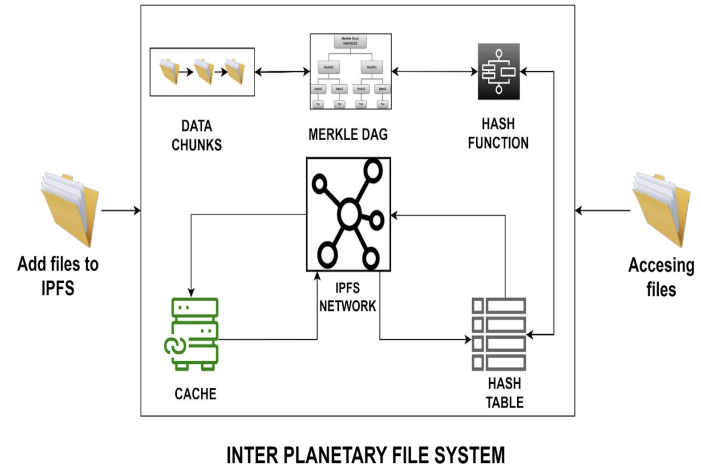 DATA
CHUNKS
MERKLE DAG
HASH
FUNCTION
Add files to
IPFS
Accesing
files
IPFS
NETWORK
CACHE
HASH
TABLE
INTER PLANETARY FILE SYSTEM